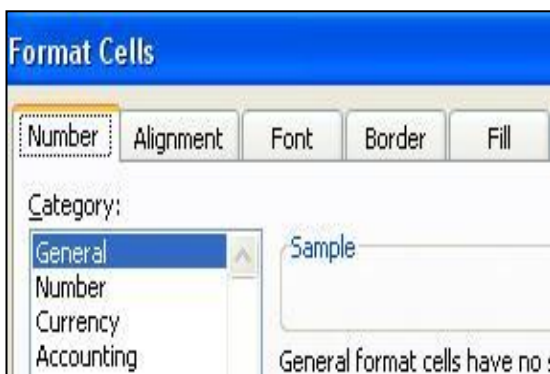 Format Cells
Number Alignment Font Border Fill
Category:
General
Sample
Number
Currency
Accounting
General format cells have no